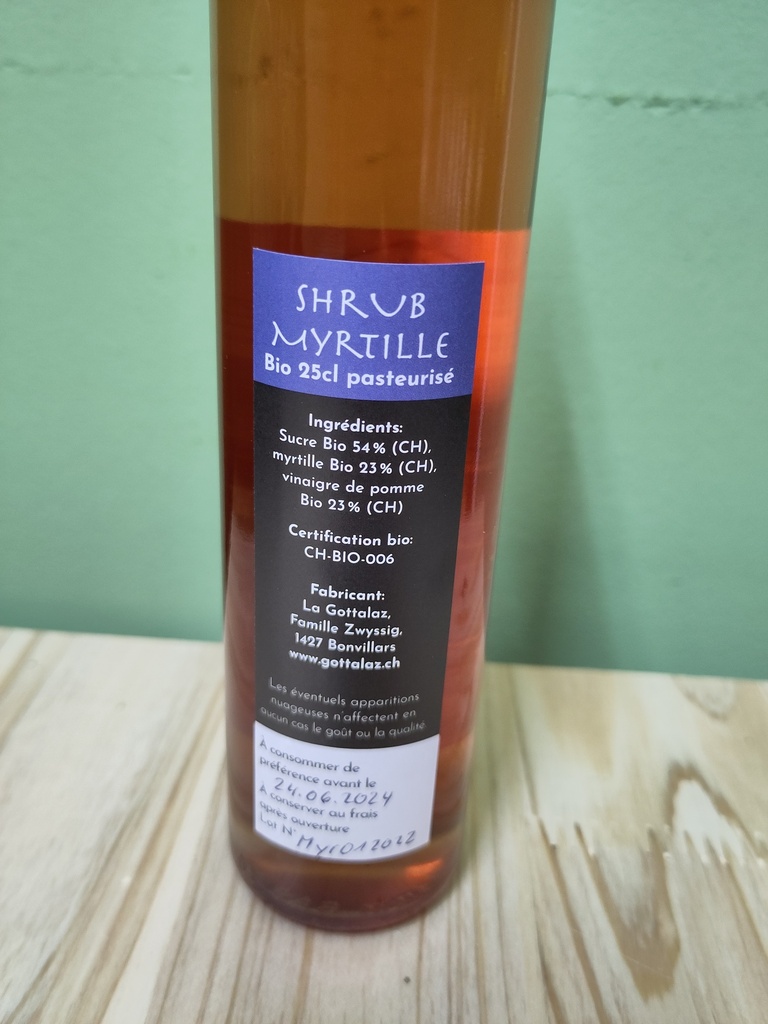 SHRUB
MYRTILLE
Bio 25cl pasteurisé
Ingrédients:
Sucre Bio 54% (CH),
myrtille Bio 23% (CH),
vinaigre de pomme
Bio 23% (CH)
Certification bio:
CH-BIO-006
Fabricant:
La Gottalaz,
Famille Zwyssig,
1427 Bonvillars
www.gottalaz.ch
Les éventuels apparitions
nuageuses n'affectent en
aucun cas le goût ou la qualité
À consommer de
préférence avant le
24.06.2024
À conserver au frais
après ouverture
Lot N° Myr012022